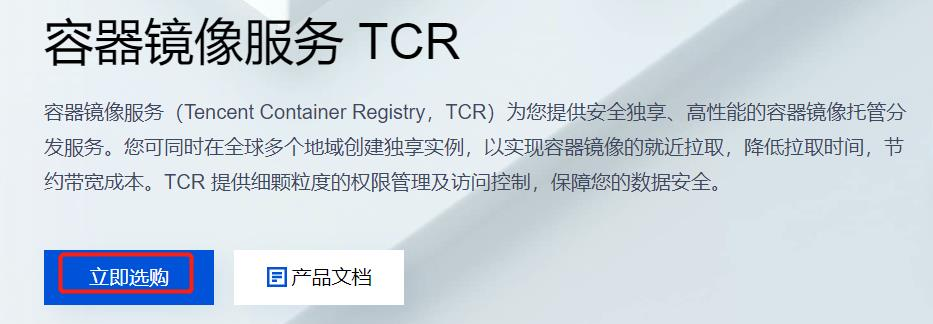 容器镜像服务 TCR
容器镜像服务（Tencent Container Registry，TCR）为您提供安全独享、高性能的容器镜像托管分
发服务。您可同时在全球多个地域创建独享实例，以实现容器镜像的就近拉取，降低拉取时间，节
约带宽成本。TCR 提供细颗粒度的权限管理及访问控制，保障您的数据安全。
立即选购
产品文档